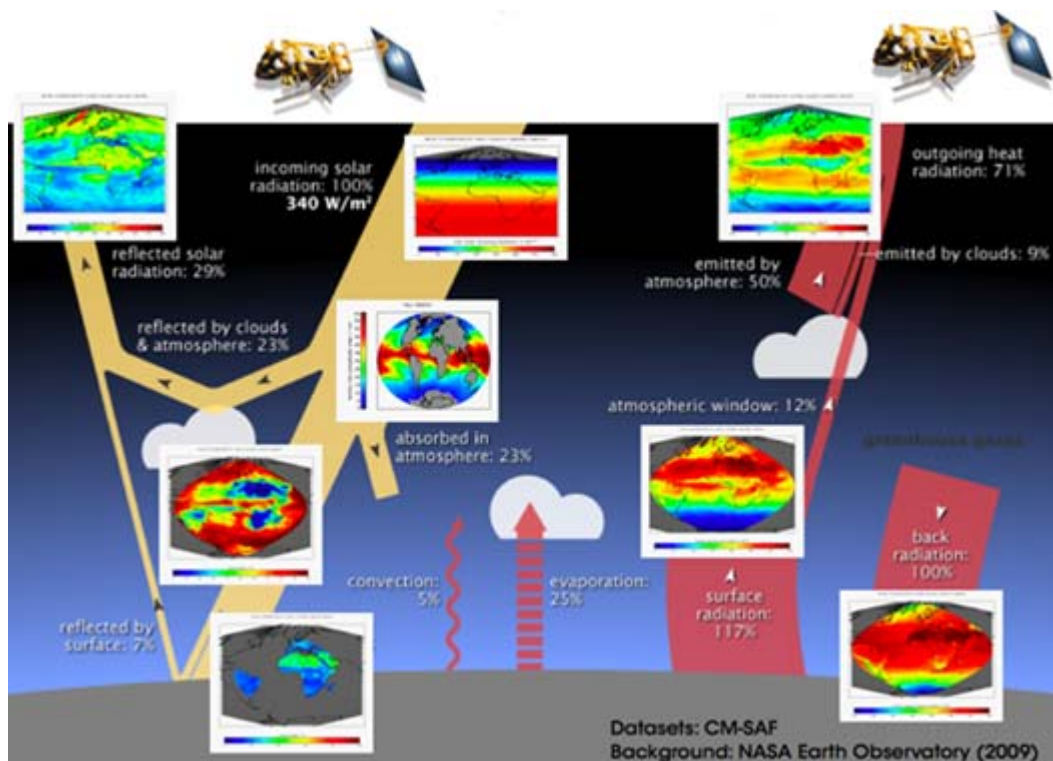 incoming solar
radiation: 100%
340 W/m²
outgoing heat
radiation: 71%
reflected solar
radiation: 29%
emitted by
atmosphere: 50%
emitted by clouds: 9%
reflected by clouds
& atmosphere: 23%
atmospheric window: 12%
absorbed in
atmosphere: 23%
greenhouse gases
back
radiation:
100%
convection:
5%
evaporation:
25%
surface
radiation:
117%
reflected by
surface: 7%
Datasets: CM-SAF
Background: NASA Earth Observatory (2009)